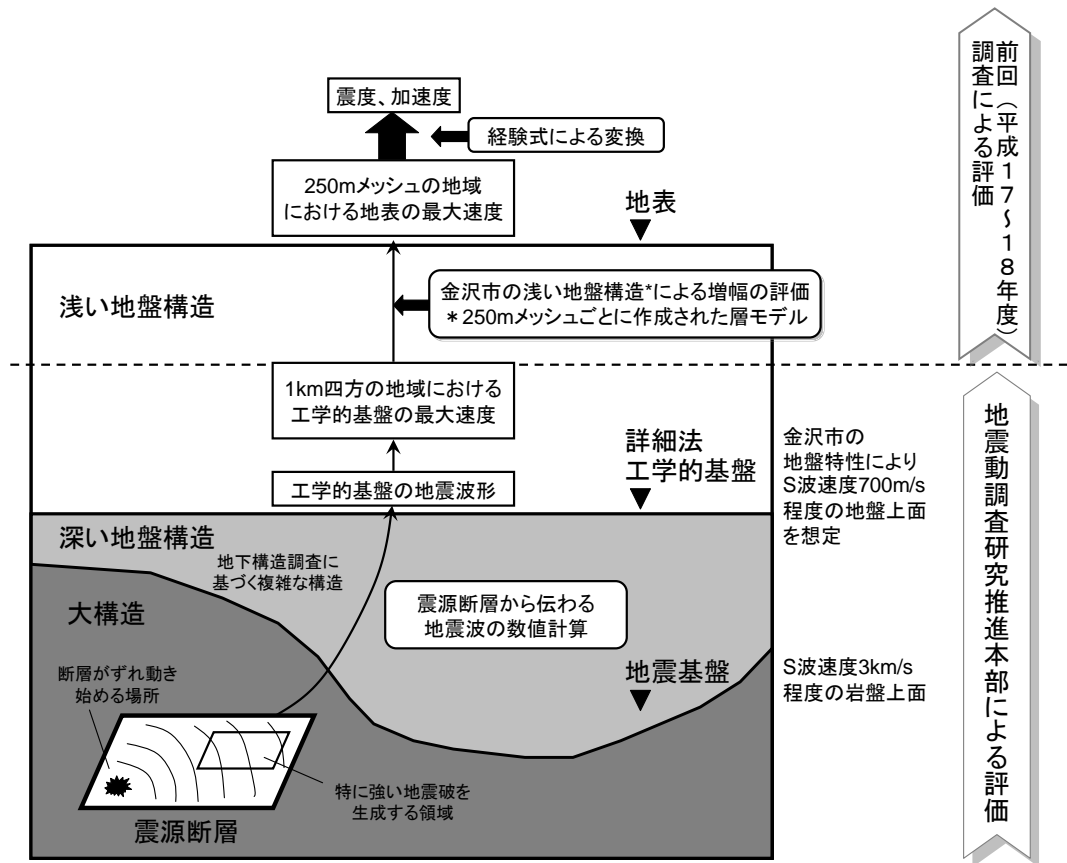 震度、加速度
経験式による変換
250mメッシュの地域
における地表の最大速度
地表
浅い地盤構造
金沢市の浅い地盤構造*による増幅の評価
＊250mメッシュごとに作成された層モデル
1km四方の地域における
工学的基盤の最大速度
詳細法
工学的基盤
工学的基盤の地震波形
金沢市の
地盤特性により
S波速度700m/s
程度の地盤上面
を想定
深い地盤構造
地下構造調査に
基づく複雑な構造
大構造
震源断層から伝わる
地震波の数値計算
地震基盤
S波速度3km/s
程度の岩盤上面
断層がずれ動き
始める場所
特に強い地震破を
生成する領域
震源断層
前回（平成１７～１８年度）
調査による評価
地震動調査研究推進本部による評価